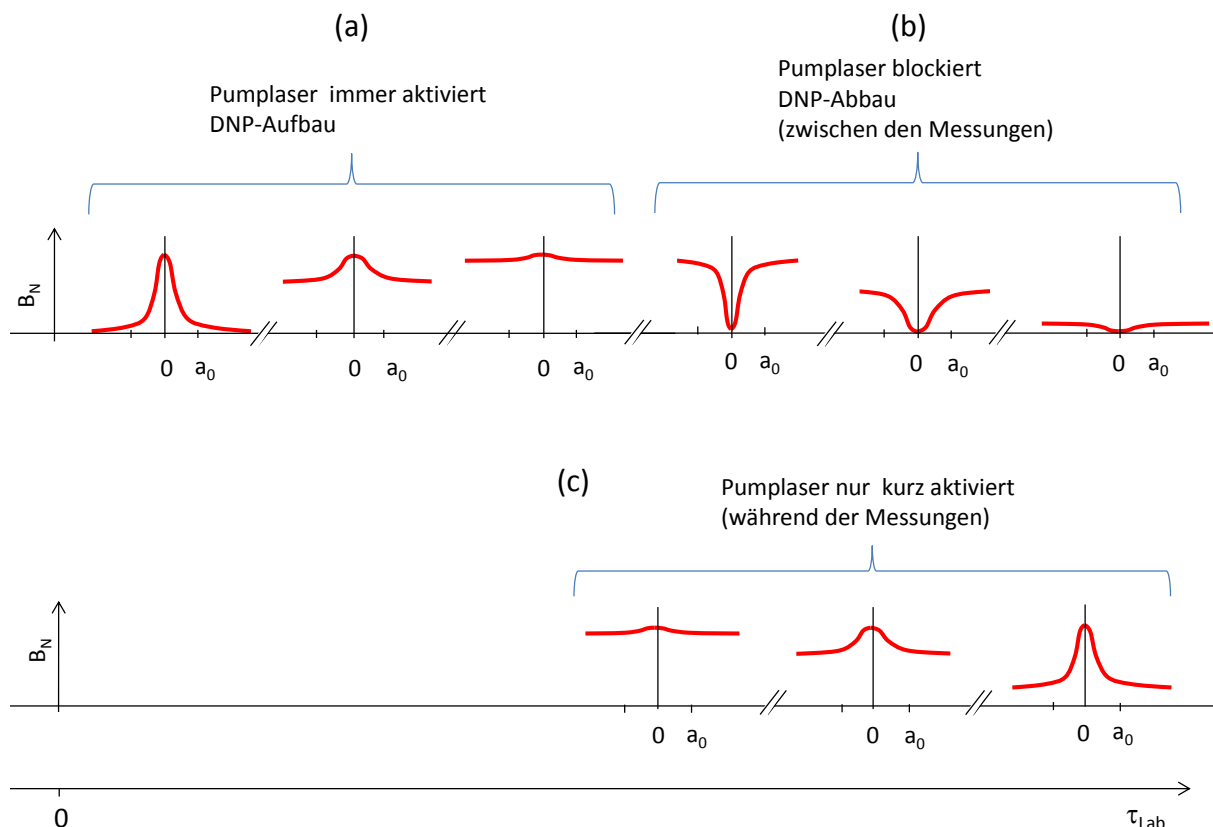 (a)
Pumplaser immer aktiviert
DNP-Aufbau
(b)
Pumplaser blockiert
DNP-Abbau
(zwischen den Messungen)
B_N
0 a_0
0 a_0
0 a_0
0 a_0
0 a_0
0 a_0
(c)
Pumplaser nur kurz aktiviert
(während der Messungen)
B_N
0 a_0
0 a_0
0 a_0
0
τ_Lab